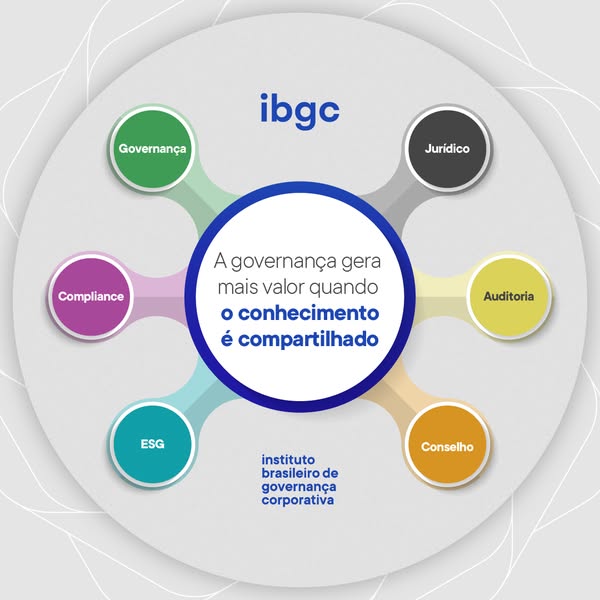 ibgc
Governança
Jurídico
A governança gera
mais valor quando
o conhecimento
é compartilhado
Compliance
Auditoria
ESG
Conselho
instituto
brasileiro de
governança
corporativa